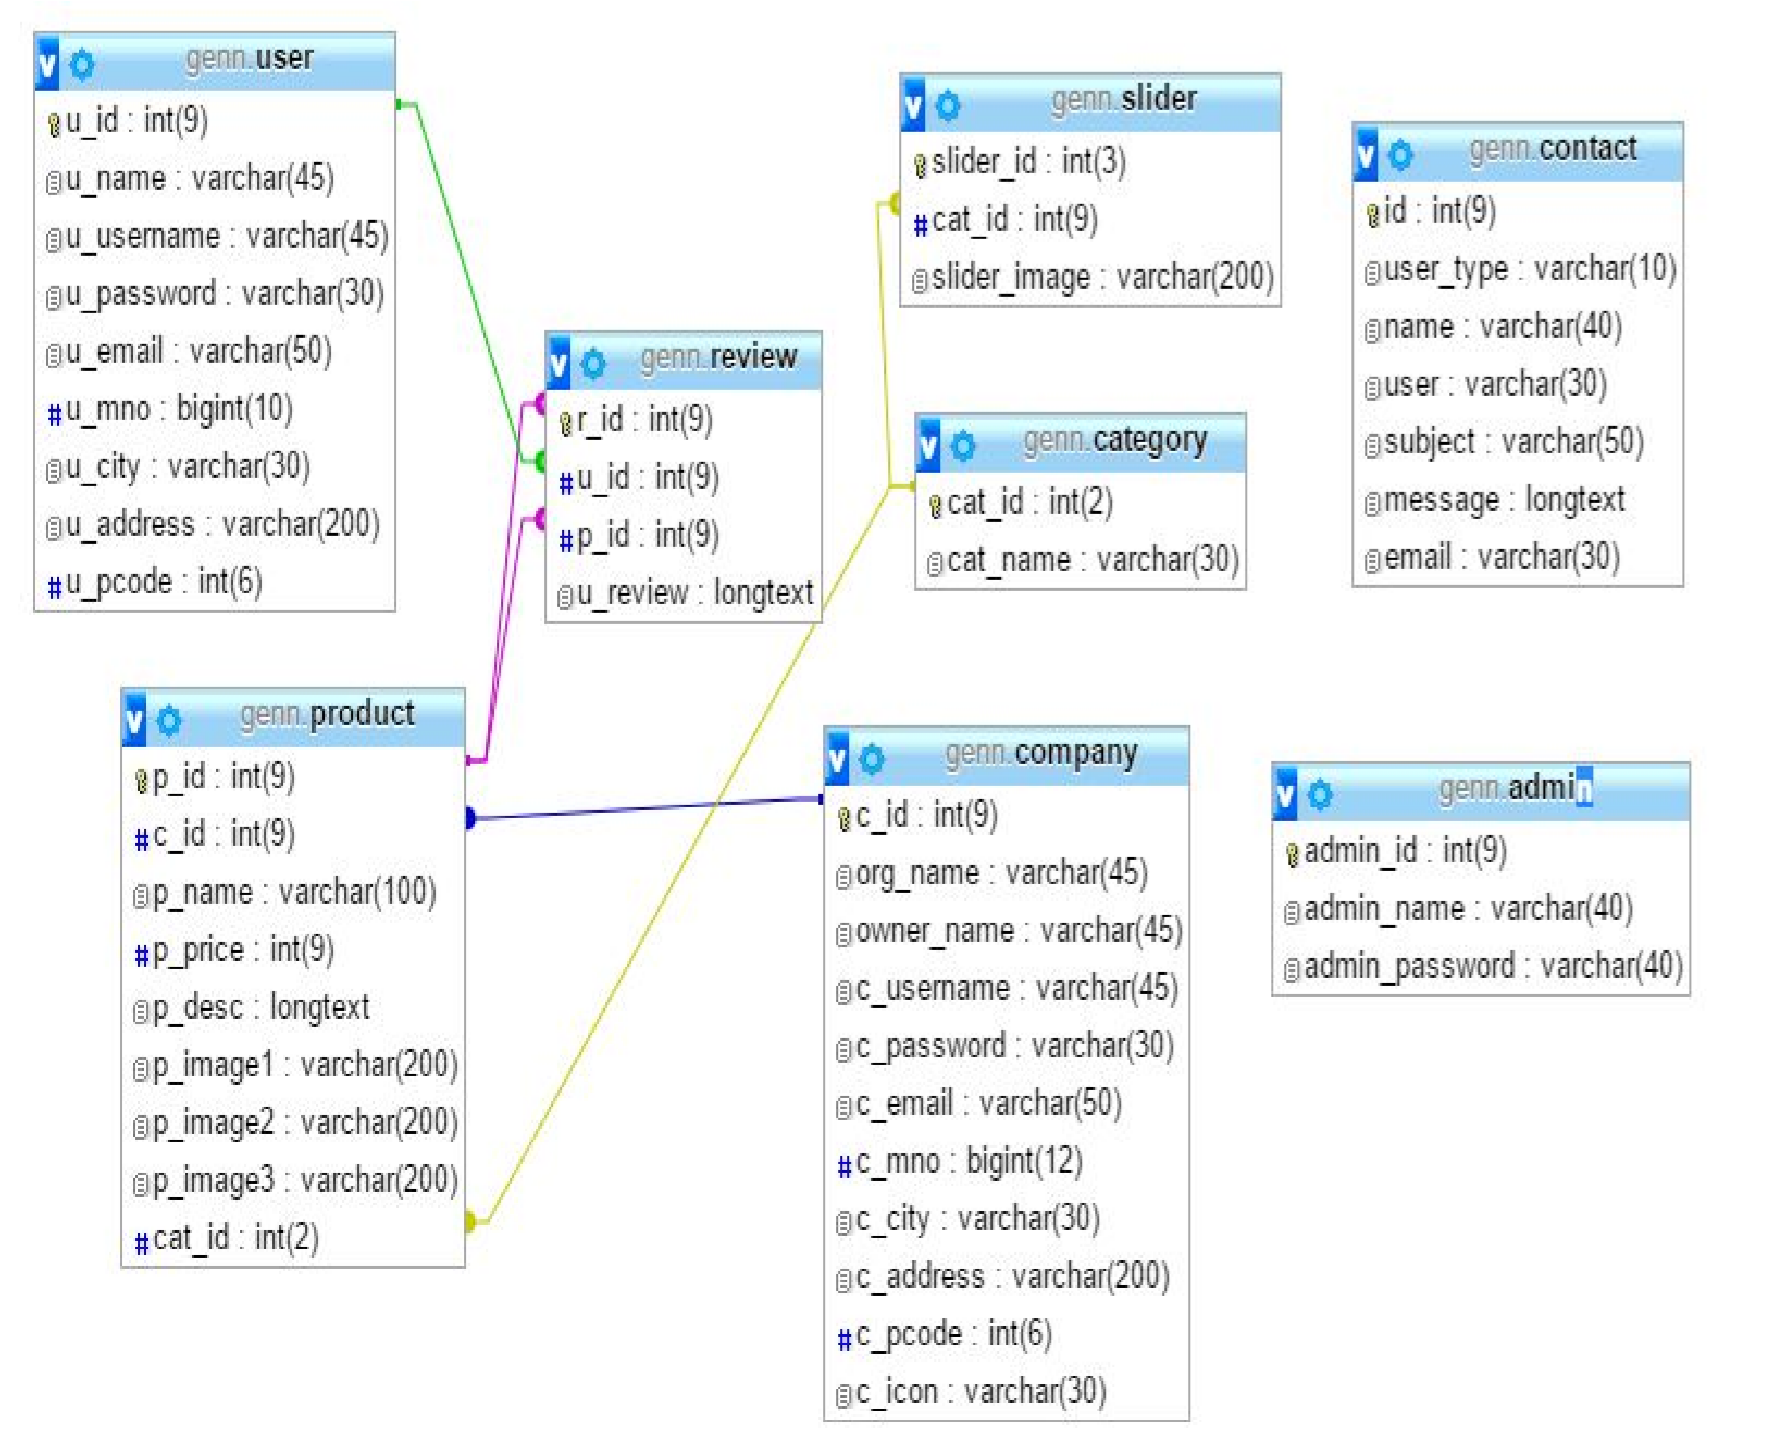 genn.user
u_id : int(9)
u_name : varchar(45)
u_username : varchar(45)
u_password : varchar(30)
u_email : varchar(50)
#u_mno : bigint(10)
u_city : varchar(30)
u_address : varchar(200)
#u_pcode : int(6)
genn.review
r_id : int(9)
#u_id : int(9)
#p_id : int(9)
u_review : longtext
genn.slider
slider_id : int(3)
#cat_id : int(9)
slider_image : varchar(200)
genn.category
cat_id : int(2)
cat_name : varchar(30)
genn.contact
id : int(9)
user_type : varchar(10)
name : varchar(40)
user : varchar(30)
subject : varchar(50)
message : longtext
email : varchar(30)
genn.product
p_id : int(9)
#c_id : int(9)
p_name : varchar(100)
#p_price : int(9)
p_desc : longtext
p_image1 : varchar(200)
p_image2 : varchar(200)
p_image3 : varchar(200)
#cat_id : int(2)
genn.company
c_id : int(9)
org_name : varchar(45)
owner_name : varchar(45)
c_username : varchar(45)
c_password : varchar(30)
c_email : varchar(50)
#c_mno : bigint(12)
c_city : varchar(30)
c_address : varchar(200)
#c_pcode : int(6)
c_icon : varchar(30)
genn.admin
admin_id : int(9)
admin_name : varchar(40)
admin_password : varchar(40)